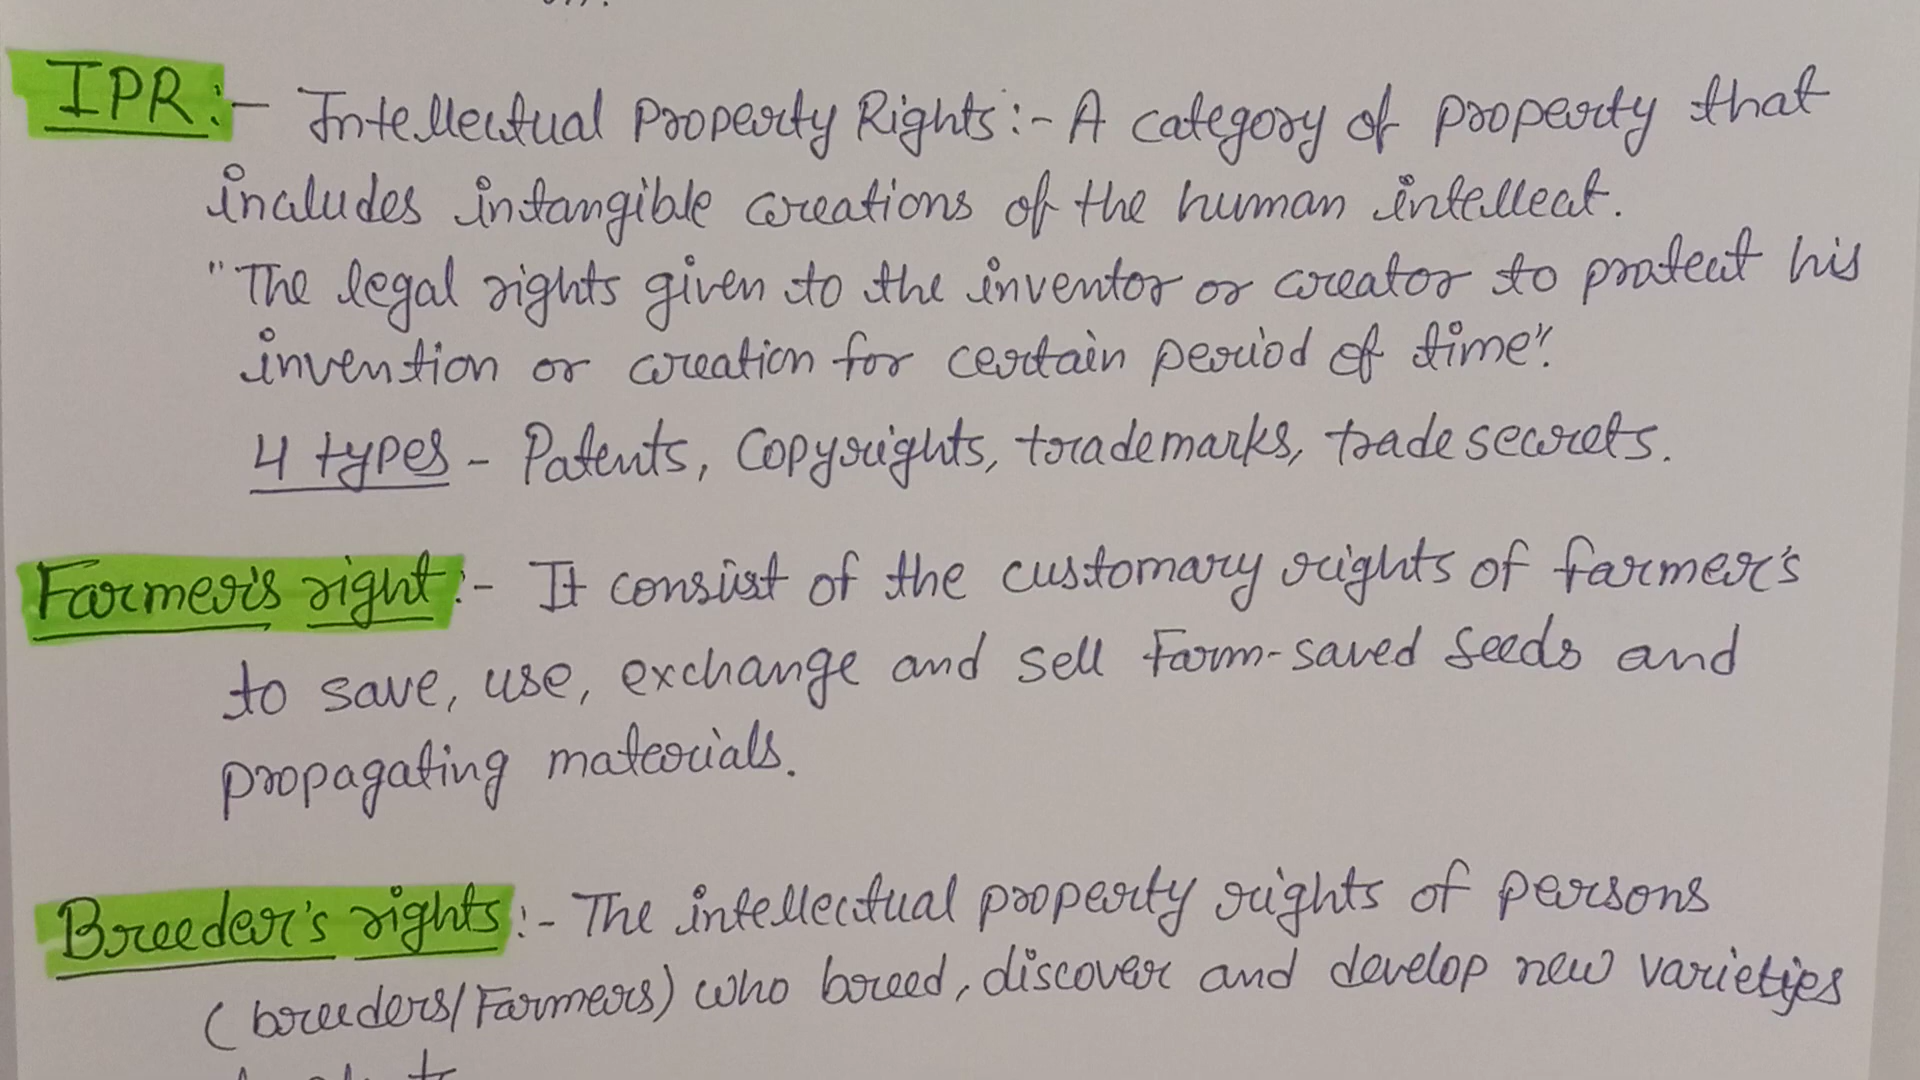 IPR:- Intellectual Property Rights:- A category of property that
includes intangible creations of the human intellect.
"The legal rights given to the inventor or creator to protect his
invention or creation for certain period of time".
4 types - Patents, Copyrights, trademarks, trade secrets.
Farmer's right:- It consist of the customary rights of farmer's
to save, use, exchange and sell Farm-saved seeds and
propagating materials.
Breeder's rights:- The intellectual property rights of persons
(breeders/Farmers) who breed, discover and develop new varieties